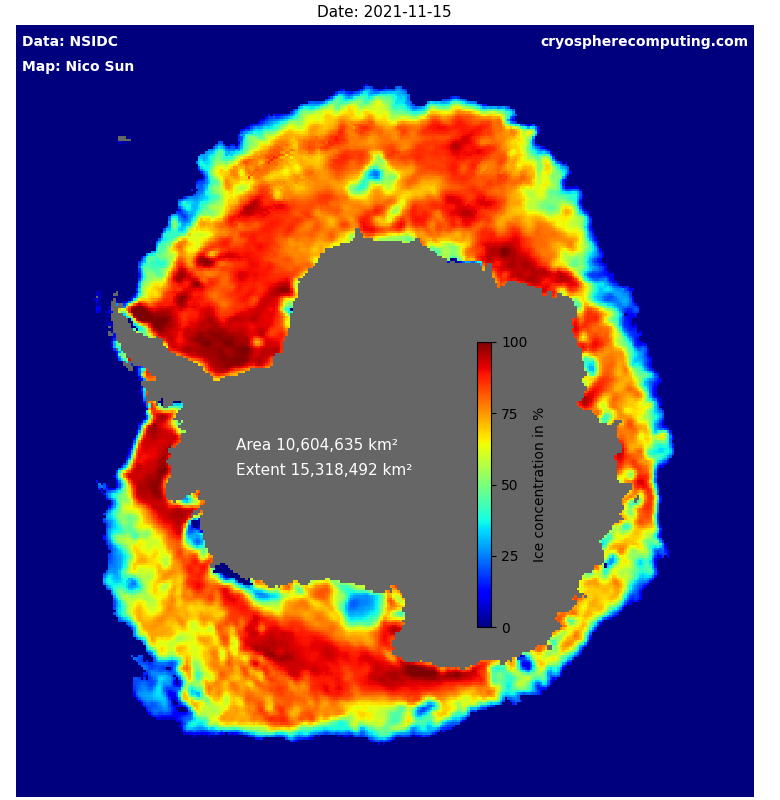 Date: 2021-11-15
Data: NSIDC
cryospherecomputing.com
Map: Nico Sun
100
75
50
25
0
Ice concentration in %
Area 10,604,635 km²
Extent 15,318,492 km²